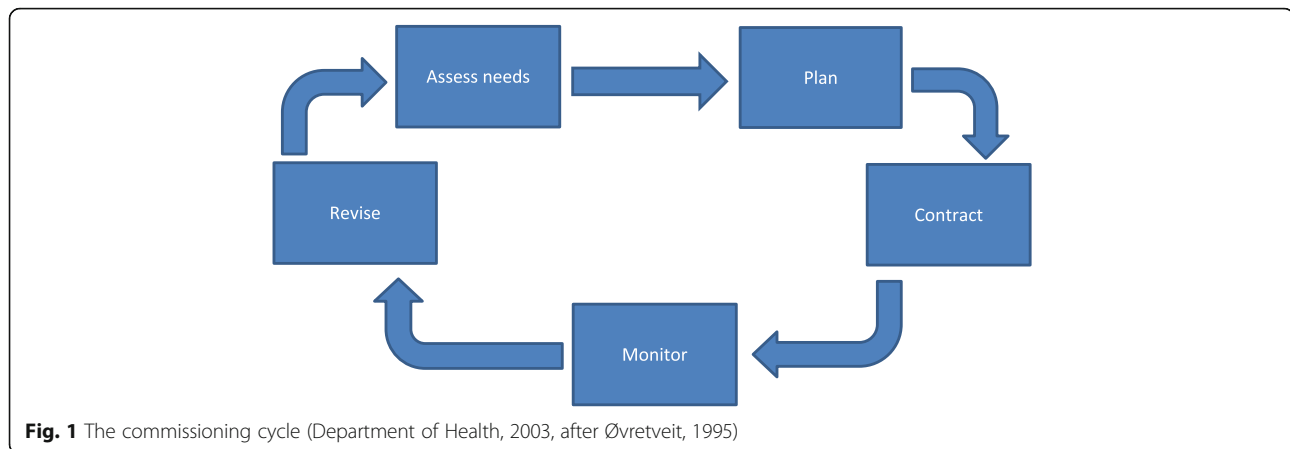 Assess needs
Plan
Revise
Contract
Monitor
Fig. 1 The commissioning cycle (Department of Health, 2003, after Øvretveit, 1995)